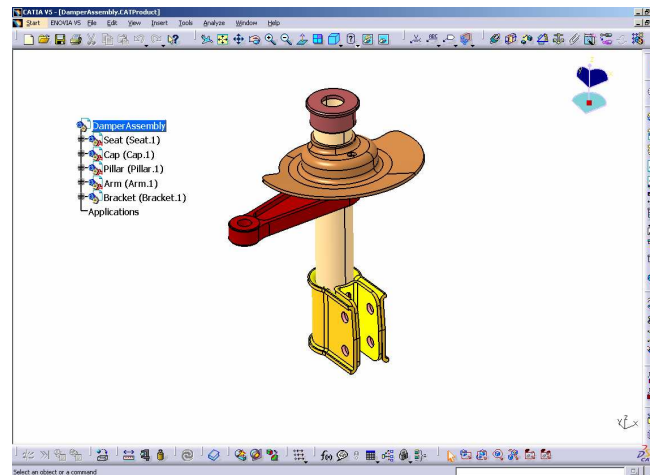 CATIA V5 - [DamperAssembly.CATProduct]
Start ENOVIA V5 File Edit View Insert Tools Analyze Window Help
DamperAssembly
Seat (Seat.1)
Cap (Cap.1)
Pillar (Pillar.1)
Arm (Arm.1)
Bracket (Bracket.1)
Applications
Select an object or a command